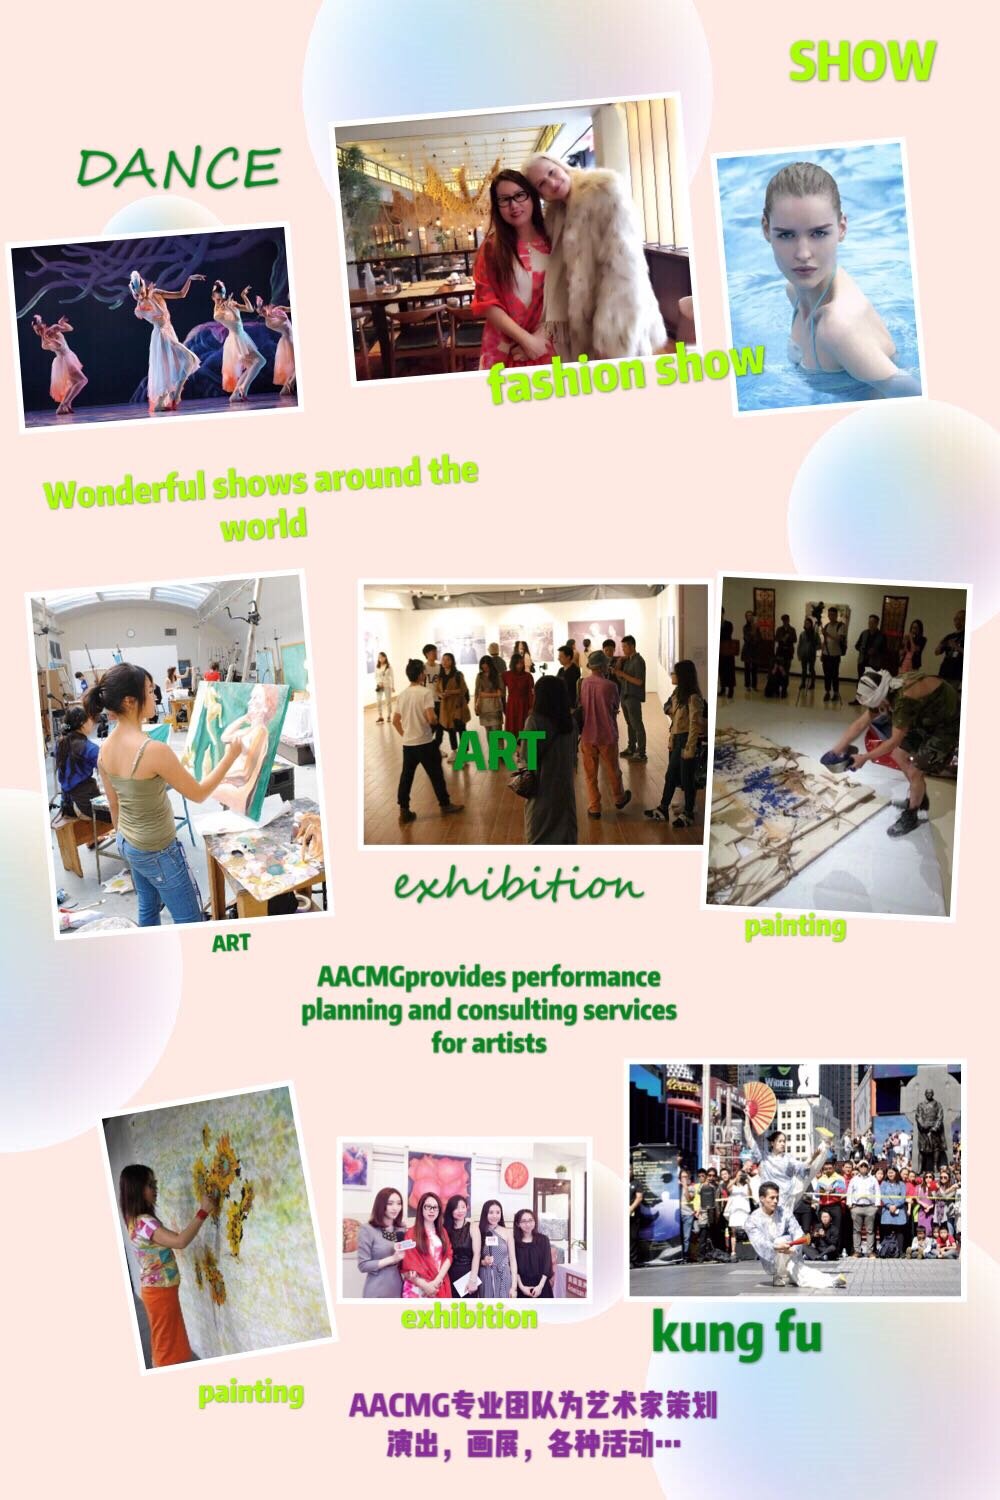 SHOW
DANCE
fashion show
Wonderful shows around the
world
ART
exhibition
painting
ART
AACMGprovides performance
planning and consulting services
for artists
WICKED
exhibition
kung fu
painting
AACMG专业团队为艺术家策划
演出，画展，各种活动…